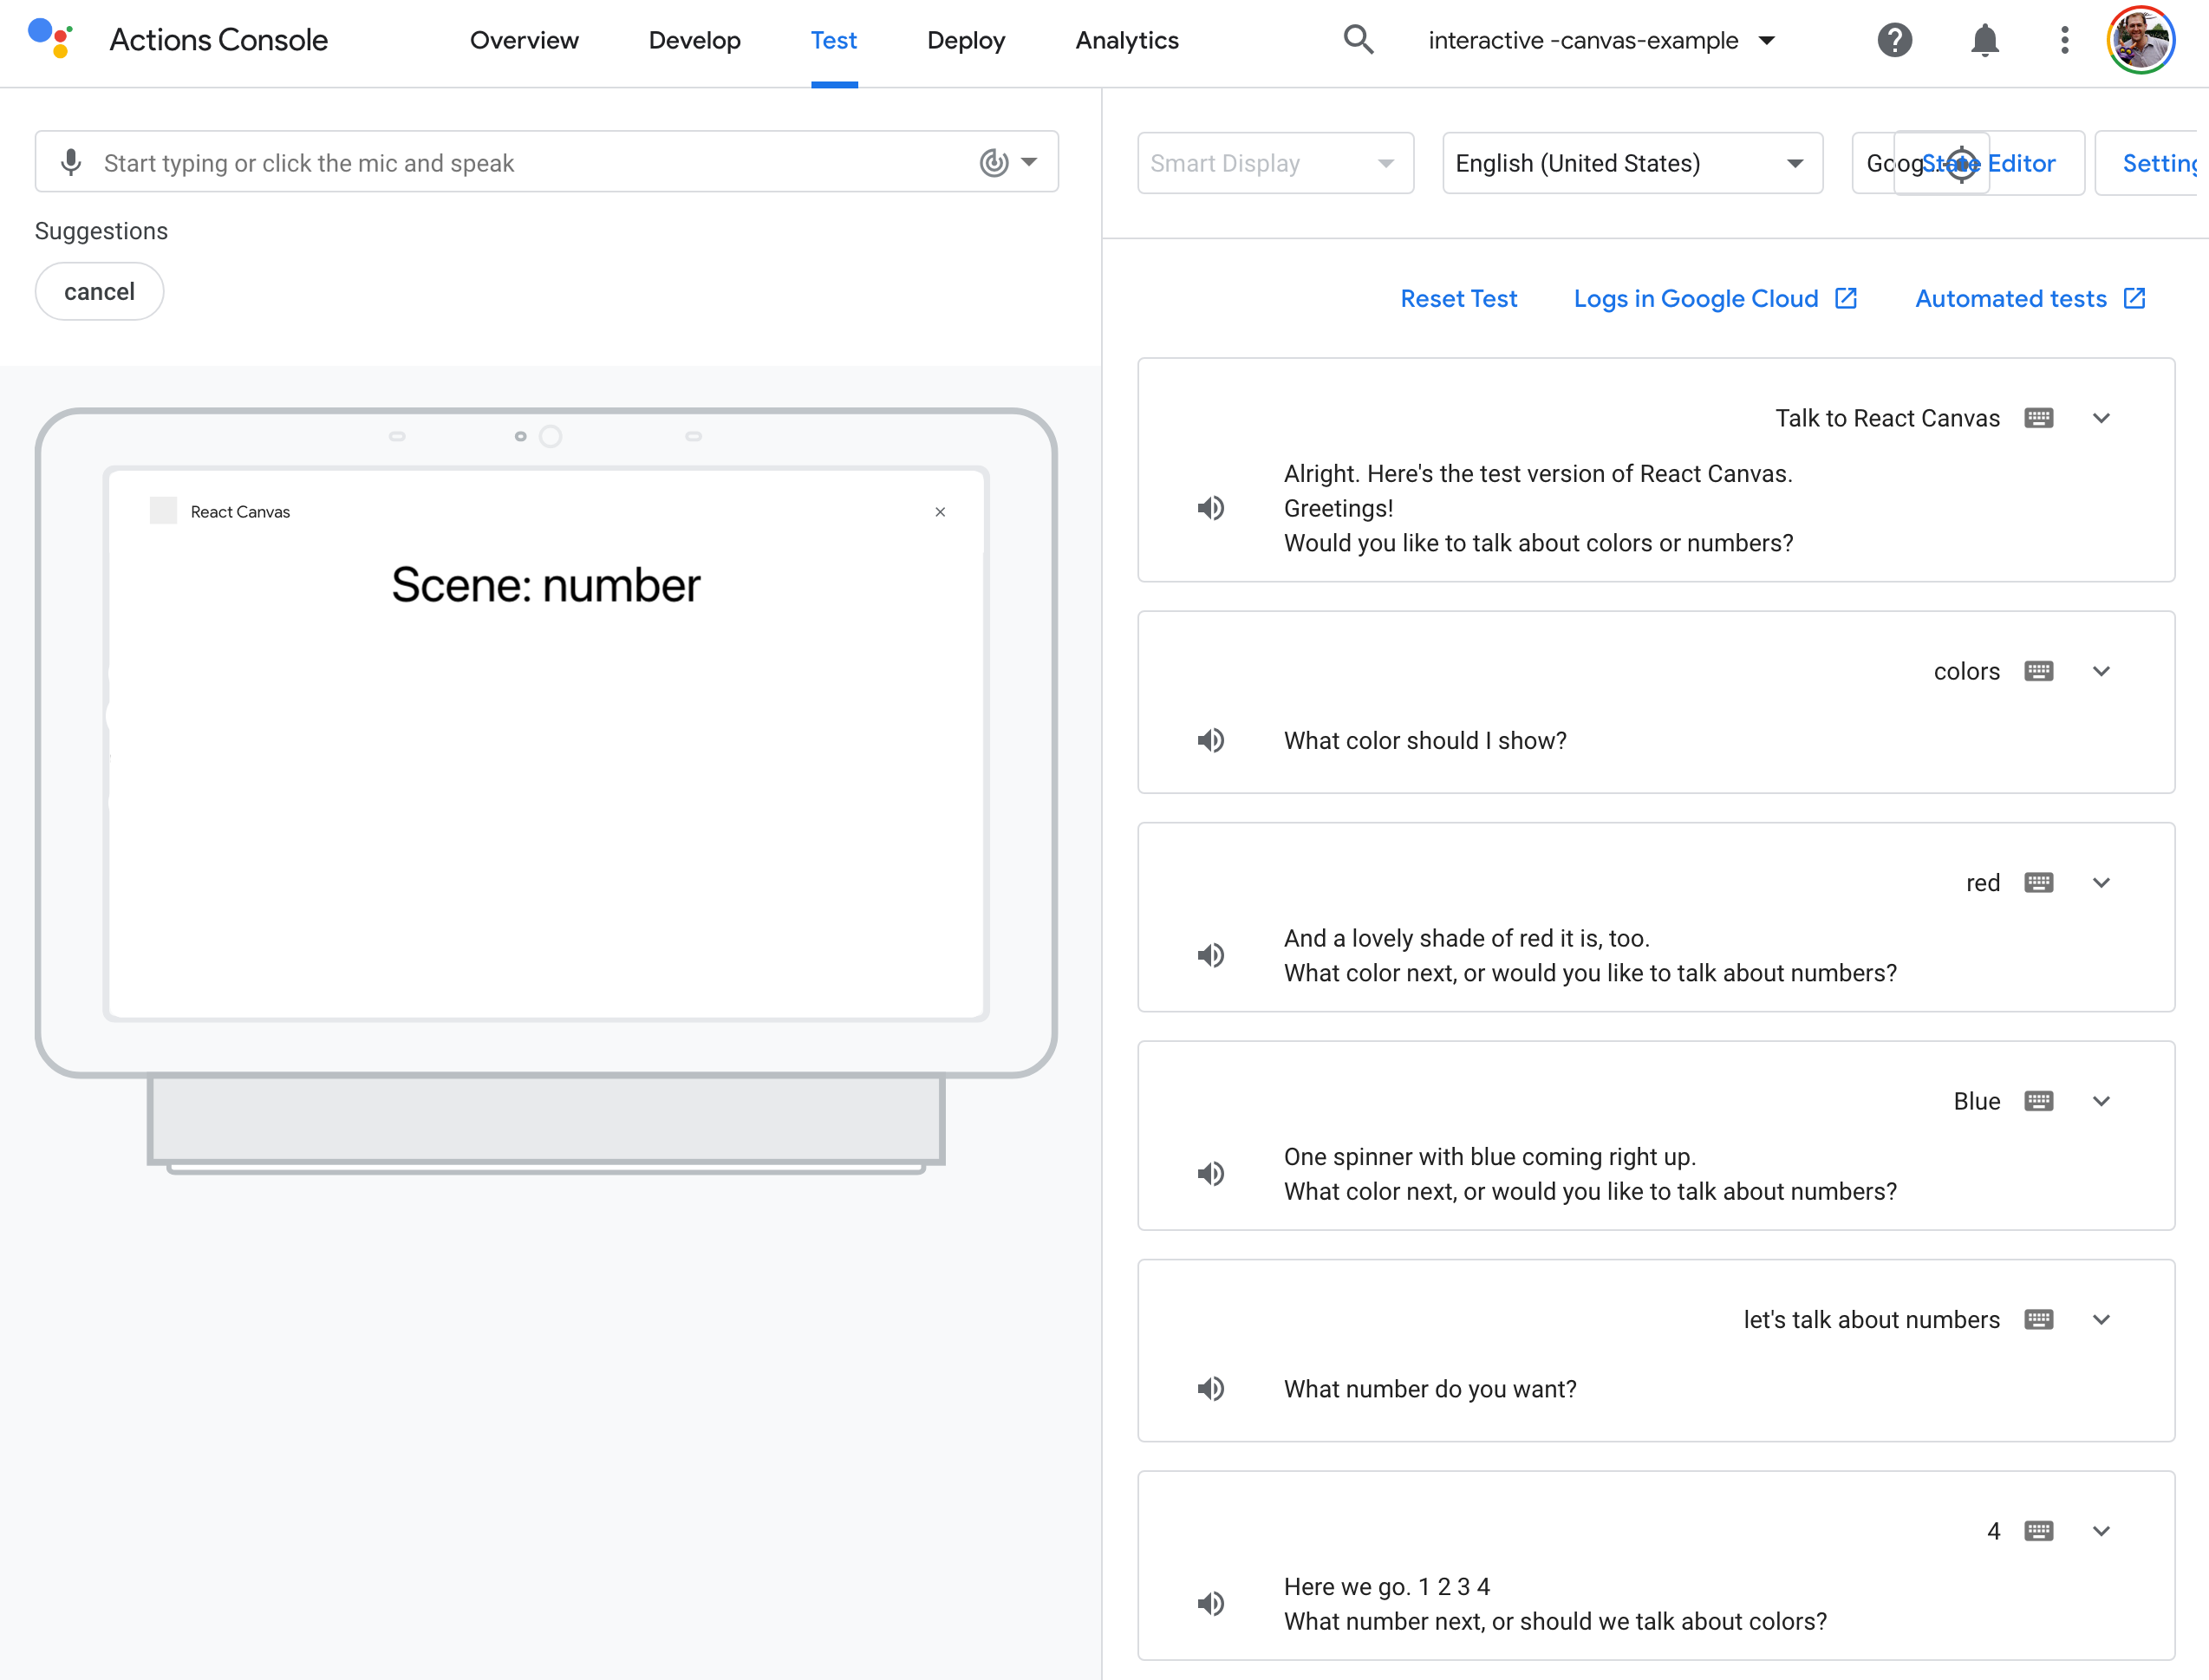 Actions Console
Overview
Develop
Test
Deploy
Analytics
interactive -canvas-example
Start typing or click the mic and speak
Suggestions
cancel
React Canvas
Scene: number
Smart Display
English (United States)
Goog...
State Editor
Setting
Reset Test
Logs in Google Cloud
Automated tests
Talk to React Canvas
Alright. Here's the test version of React Canvas.
Greetings!
Would you like to talk about colors or numbers?
colors
What color should I show?
red
And a lovely shade of red it is, too.
What color next, or would you like to talk about numbers?
Blue
One spinner with blue coming right up.
What color next, or would you like to talk about numbers?
let's talk about numbers
What number do you want?
4
Here we go. 1 2 3 4
What number next, or should we talk about colors?